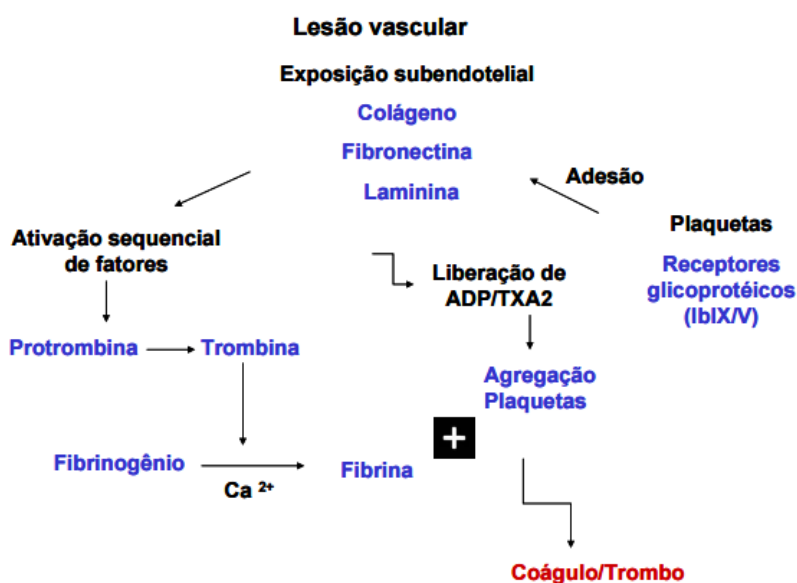 Lesão vascular
Exposição subendotelial
Colágeno
Fibronectina
Laminina
Adesão
Plaquetas
Receptores
glicoprotéicos
(IbIX/V)
Ativação sequencial
de fatores
Liberação de
ADP/TXA2
Protrombina
Trombina
Agregação
Plaquetas
+
Fibrinogênio
Ca 2+
Fibrina
Coágulo/Trombo